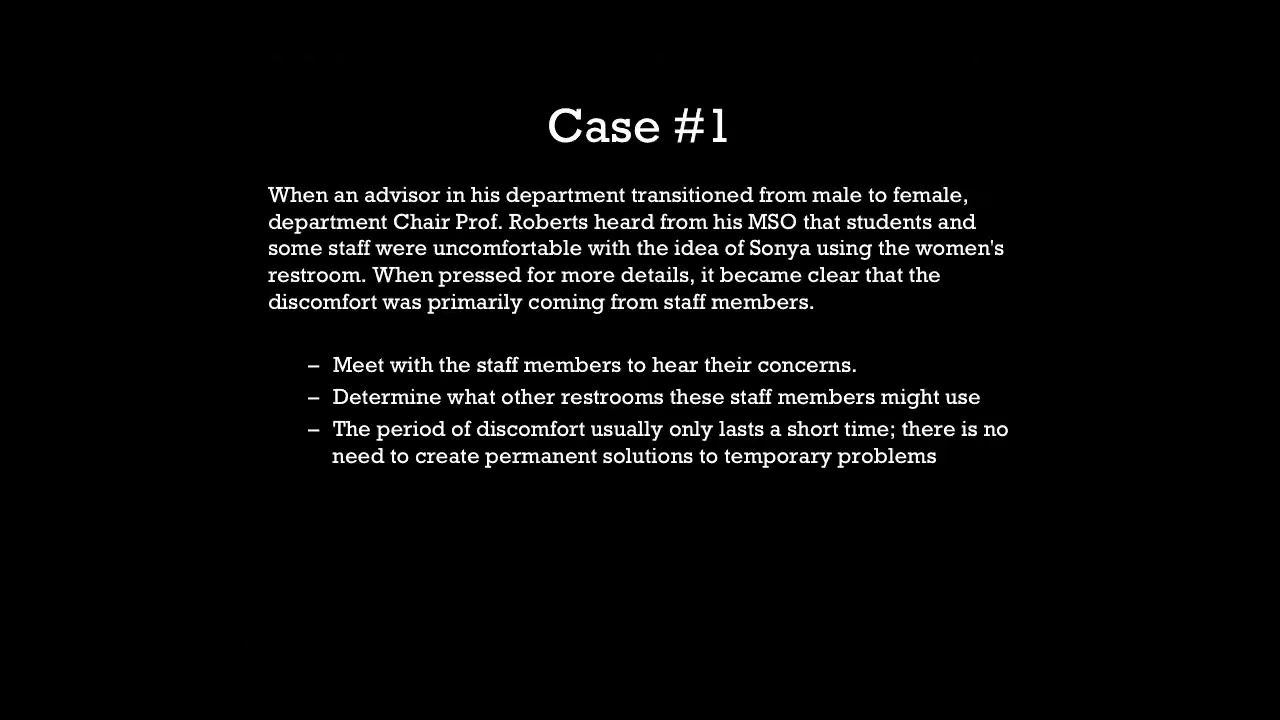 Case #1
When an advisor in his department transitioned from male to female,
department Chair Prof. Roberts heard from his MSO that students and
some staff were uncomfortable with the idea of Sonya using the women's
restroom. When pressed for more details, it became clear that the
discomfort was primarily coming from staff members.
– Meet with the staff members to hear their concerns.
– Determine what other restrooms these staff members might use
– The period of discomfort usually only lasts a short time; there is no
need to create permanent solutions to temporary problems